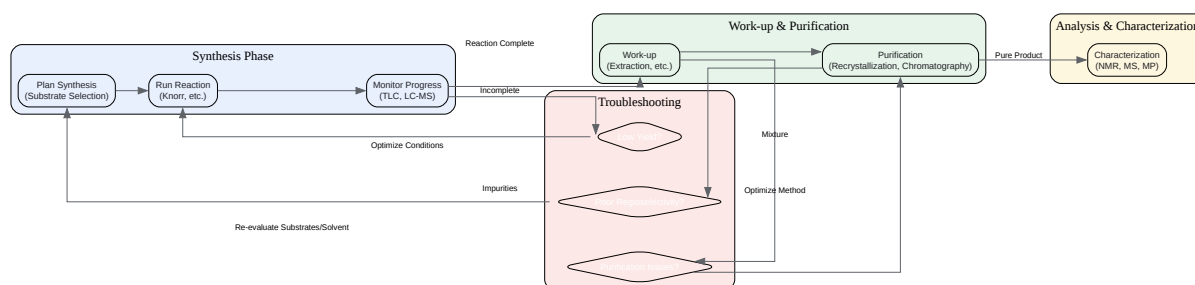 Synthesis Phase
Plan Synthesis
(Substrate Selection)
Run Reaction
(Knorr, etc.)
Monitor Progress
(TLC, LC-MS)
Reaction Complete
Incomplete
Optimize Conditions
Impurities
Re-evaluate Substrates/Solvent
Work-up & Purification
Work-up
(Extraction, etc.)
Purification
(Recrystallization, Chromatography)
Troubleshooting
Poor Regioselectivity?
Mixture
Optimize Method
Pure Product
Analysis & Characterization
Characterization
(NMR, MS, MP)